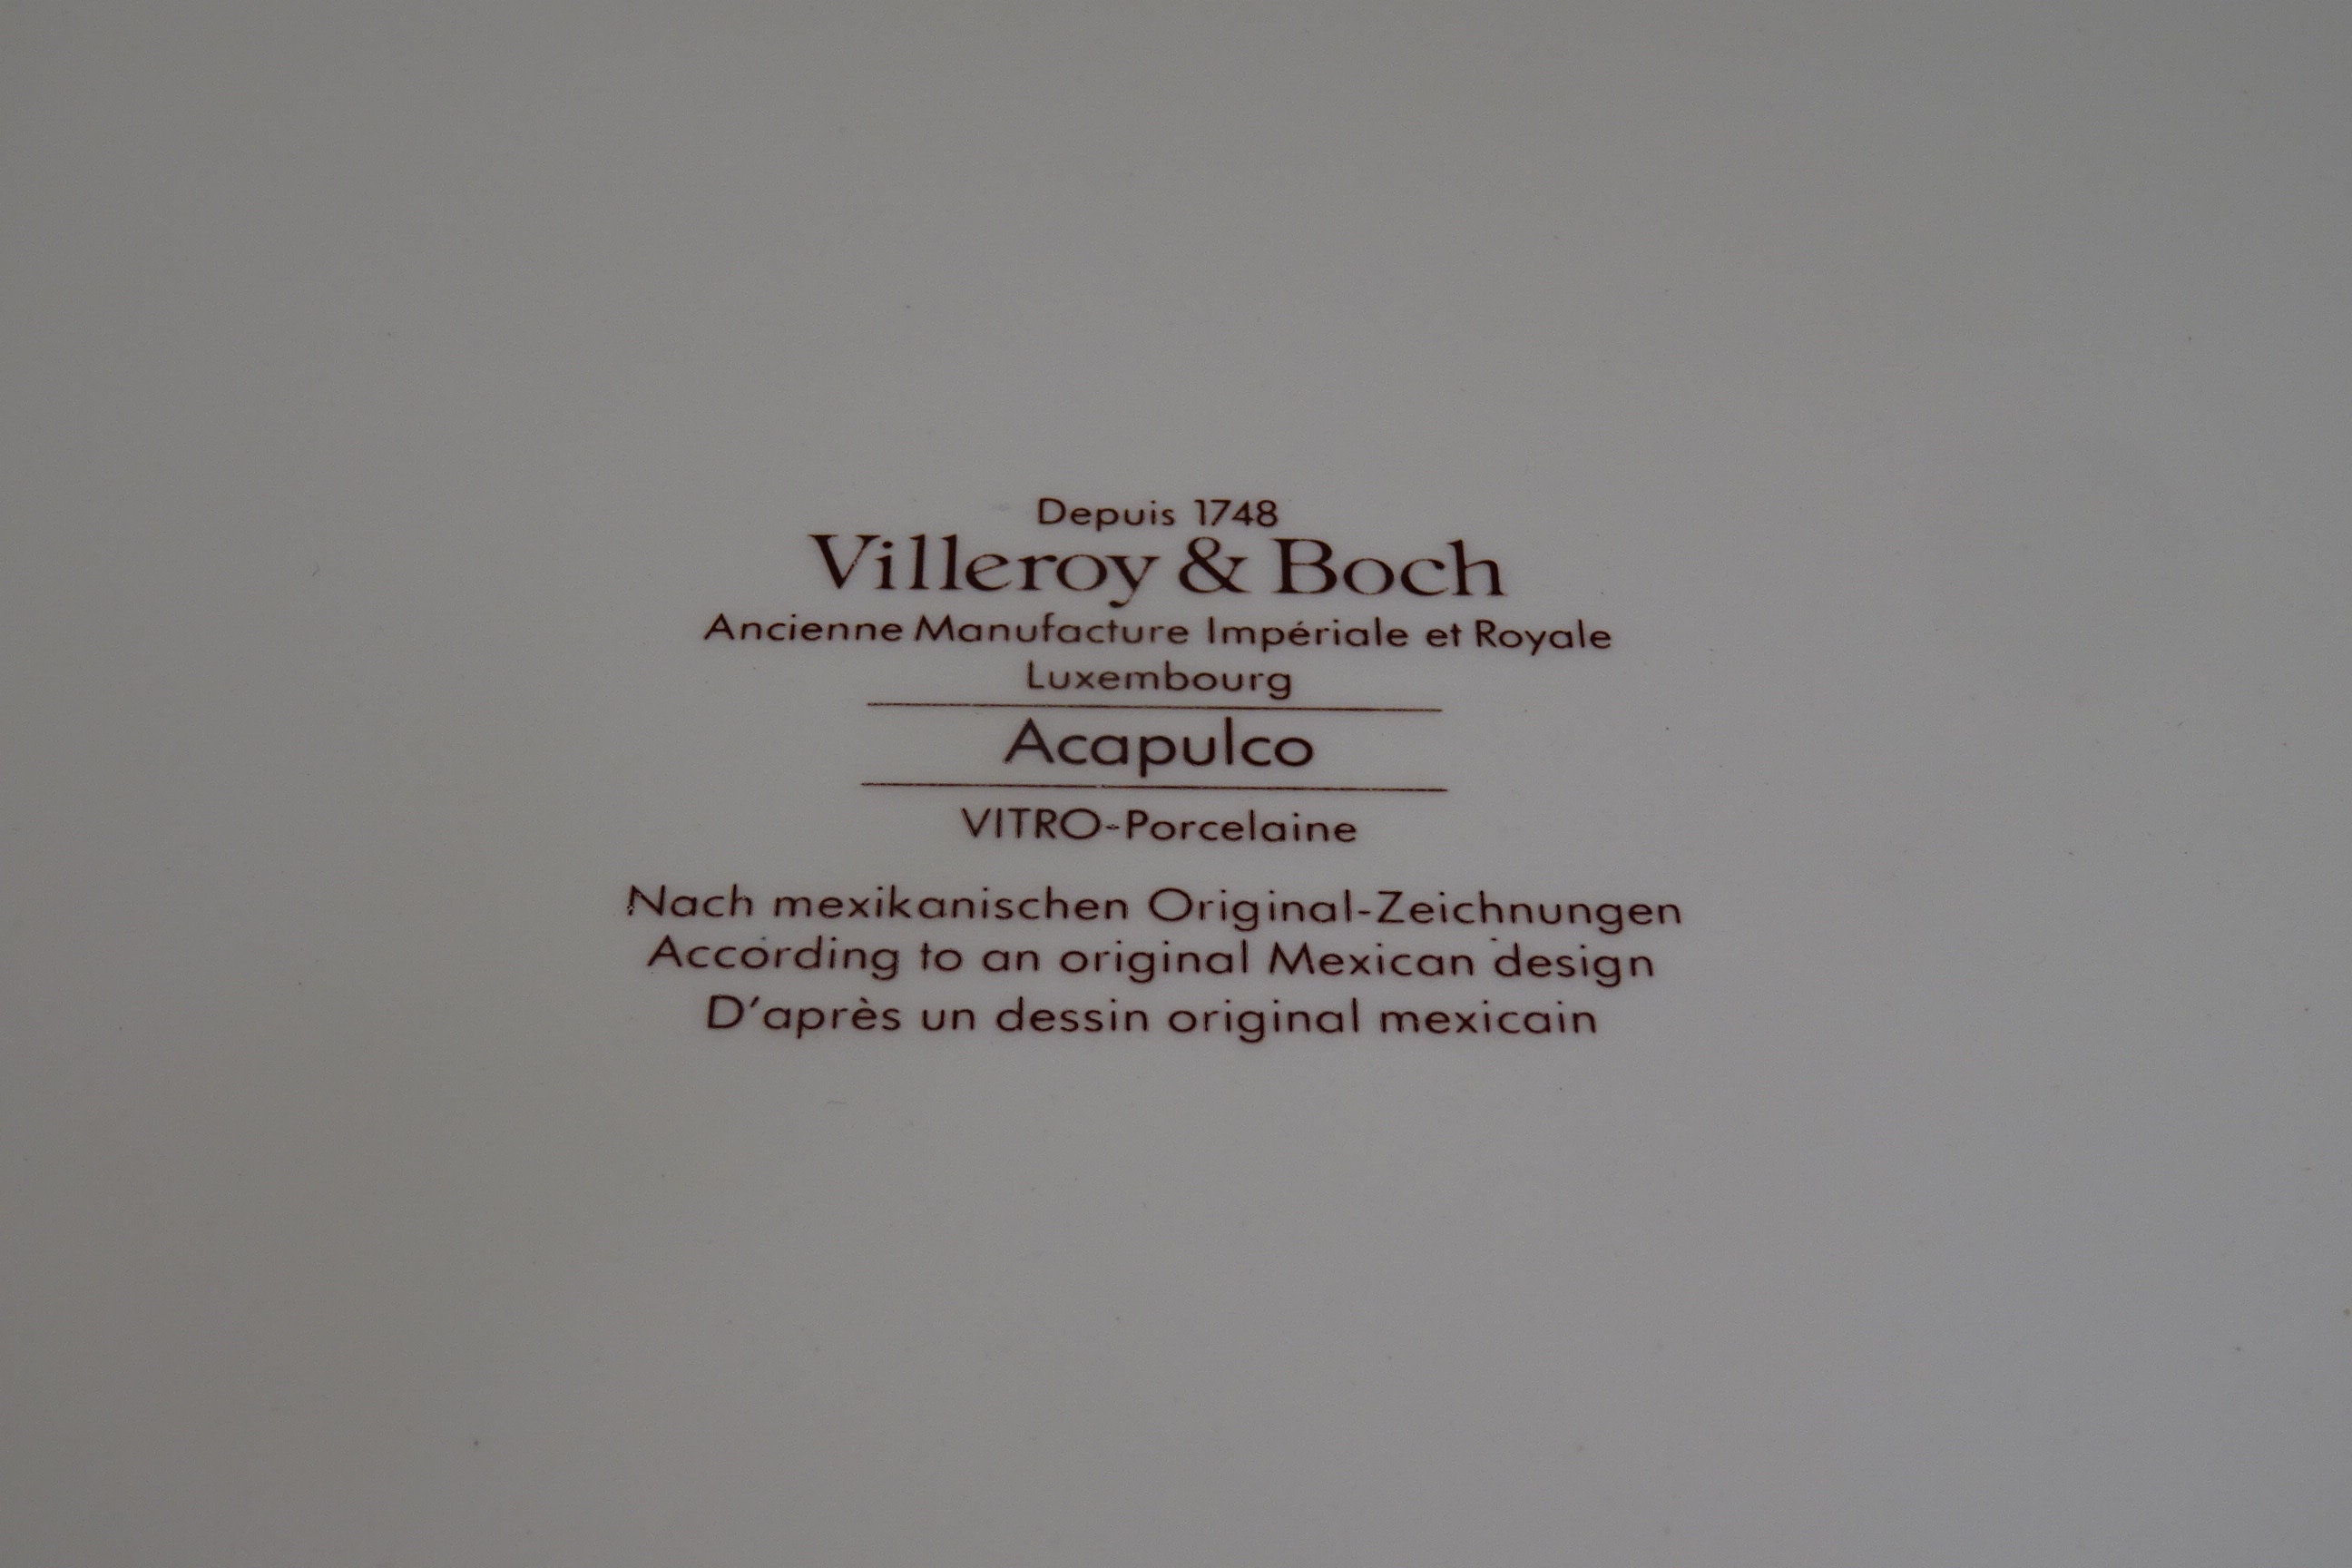 Depuis 1748
Villeroy & Boch
Ancienne Manufacture Impériale et Royale
Luxembourg
Acapulco
VITRO-Porcelaine
Nach mexikanischen Original-Zeichnungen
According to an original Mexican design
D'après un dessin original mexicain